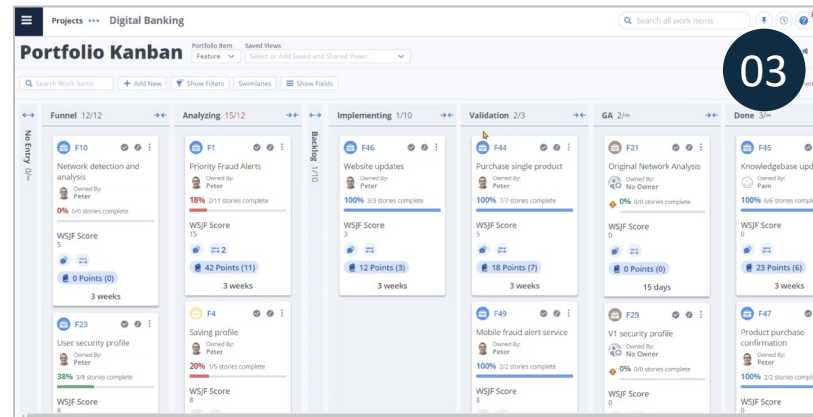 Projects ••• Digital Banking
Search all work items
Portfolio Kanban
Portfolio Item
Feature
Saved Views
Select or Add Saved and Shared Views
03
Search Work Items
+ Add New
Show Filters
Swimlanes
Show Fields
No Entry 0/∞
Funnel 12/12
F10
Network detection and
analysis
Owned By:
Peter
0% 0/0 stories complete
WSJF Score
5
0 Points (0)
3 weeks
F23
User security profile
Owned By:
Peter
38% 3/8 stories complete
WSJF Score
8
Analyzing 15/12
F1
Priority Fraud Alerts
Owned By:
Peter
18% 2/11 stories complete
WSJF Score
15
2
42 Points (11)
3 weeks
F4
Saving profile
Owned By:
Peter
20% 1/5 stories complete
WSJF Score
8
Backlog 1/10
Implementing 1/10
F46
Website updates
Owned By:
Peter
100% 3/3 stories complete
WSJF Score
3
12 Points (3)
3 weeks
Validation 2/3
F44
Purchase single product
Owned By:
Peter
100% 7/7 stories complete
WSJF Score
5
18 Points (7)
3 weeks
F49
Mobile fraud alert service
Owned By:
Peter
100% 2/2 stories complete
WSJF Score
8
GA 2/∞
F21
Original Network Analysis
Owned By:
No Owner
0% 0/0 stories complete
WSJF Score
0
0 Points (0)
15 days
F29
V1 security profile
Owned By:
No Owner
0% 0/0 stories complete
WSJF Score
0
Done 3/∞
F45
Knowledgebase upd
Owned By:
Pam
100% 6/6 stories comple
WSJF Score
0
23 Points (6)
3 weeks
F47
Product purchase
confirmation
Owned By:
Peter
100% 2/2 stories comple
WSJF Score
0